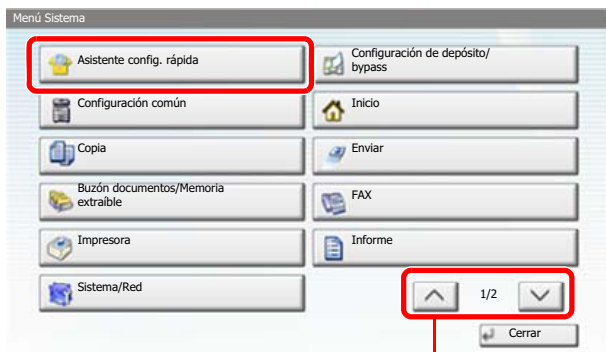 Menú Sistema
Asistente config. rápida
Configuración de depósito/
bypass
Configuración común
Inicio
Copia
Enviar
Buzón documentos/Memoria
extraíble
FAX
Impresora
Informe
Sistema/Red
1/2
Cerrar